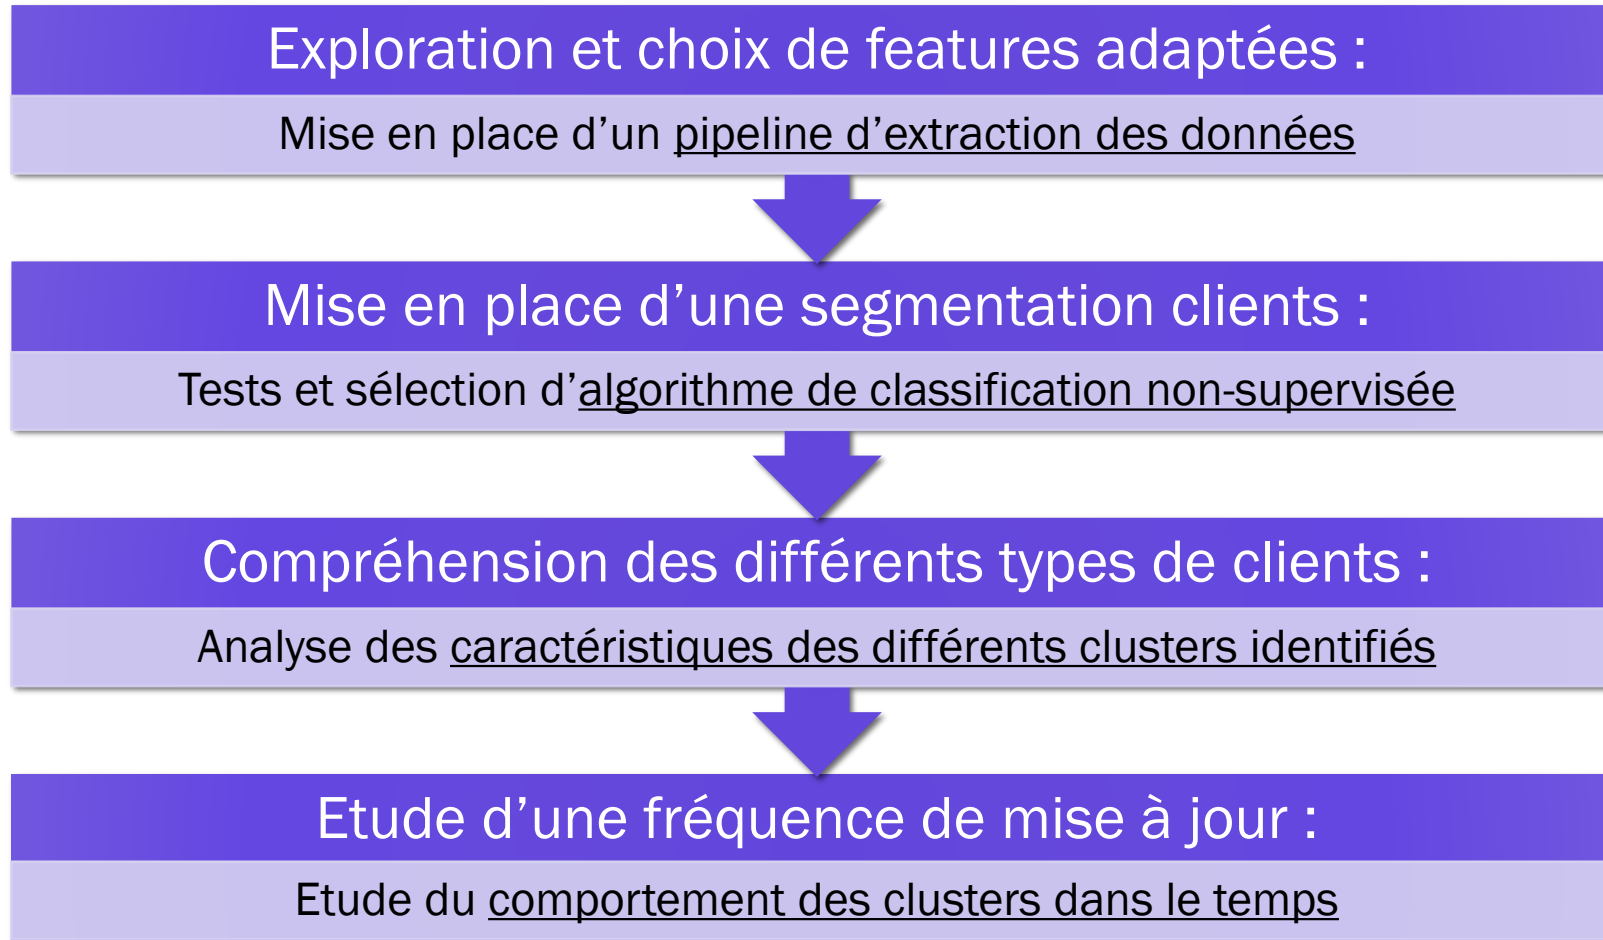 Exploration et choix de features adaptées :
Mise en place d’un pipeline d’extraction des données
Mise en place d’une segmentation clients :
Tests et sélection d’algorithme de classification non-supervisée
Compréhension des différents types de clients :
Analyse des caractéristiques des différents clusters identifiés
Etude d’une fréquence de mise à jour :
Etude du comportement des clusters dans le temps